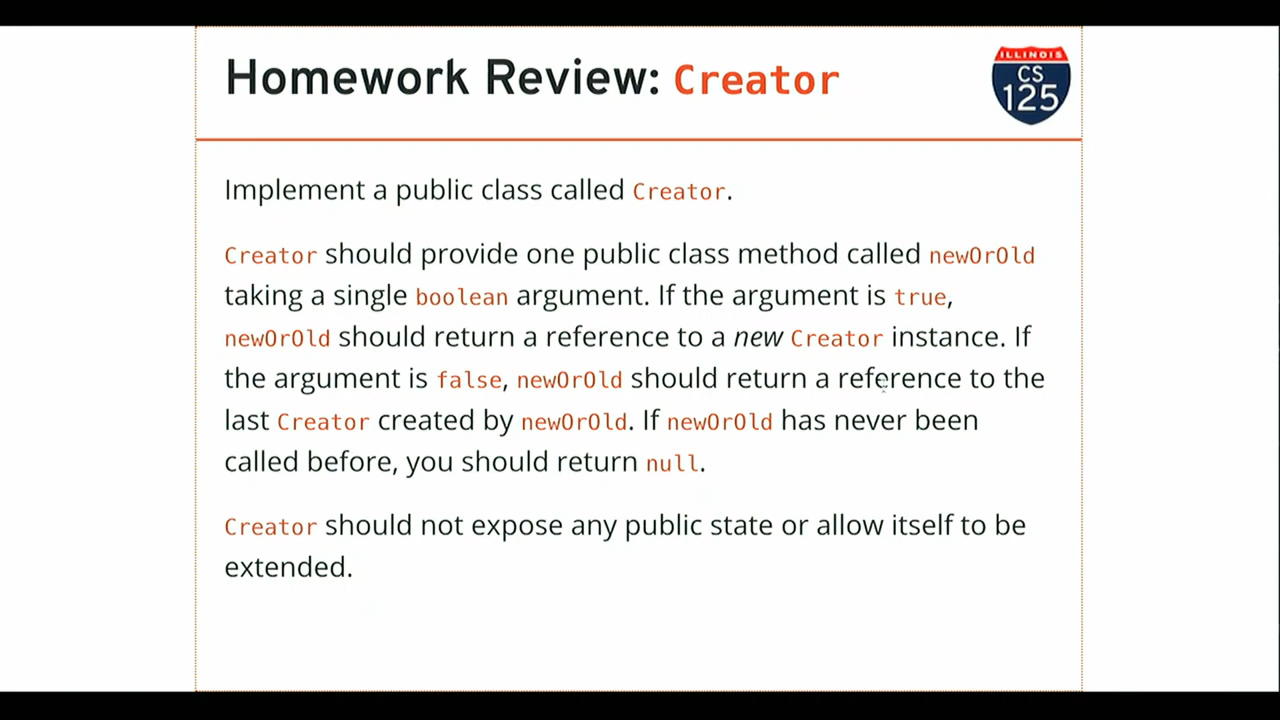 Homework Review: Creator
ILLINOIS
CS
125
Implement a public class called Creator.
Creator should provide one public class method called newOrOld
taking a single boolean argument. If the argument is true,
newOrOld should return a reference to a new Creator instance. If
the argument is false, newOrOld should return a reference to the
last Creator created by newOrOld. If newOrOld has never been
called before, you should return null.
Creator should not expose any public state or allow itself to be
extended.